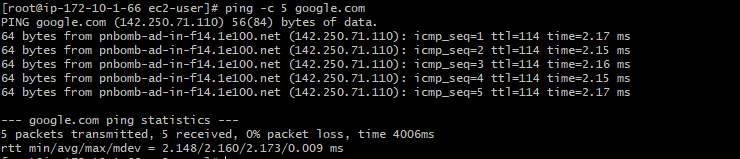 [root@ip-172-10-1-66 ec2-user]# ping -c 5 google.com
PING google.com (142.250.71.110) 56(84) bytes of data.
64 bytes from pnbomb-ad-in-f14.1e100.net (142.250.71.110): icmp_seq=1 ttl=114 time=2.17 ms
64 bytes from pnbomb-ad-in-f14.1e100.net (142.250.71.110): icmp_seq=2 ttl=114 time=2.15 ms
64 bytes from pnbomb-ad-in-f14.1e100.net (142.250.71.110): icmp_seq=3 ttl=114 time=2.16 ms
64 bytes from pnbomb-ad-in-f14.1e100.net (142.250.71.110): icmp_seq=4 ttl=114 time=2.15 ms
64 bytes from pnbomb-ad-in-f14.1e100.net (142.250.71.110): icmp_seq=5 ttl=114 time=2.17 ms

--- google.com ping statistics ---
5 packets transmitted, 5 received, 0% packet loss, time 4006ms
rtt min/avg/max/mdev = 2.148/2.160/2.173/0.009 ms